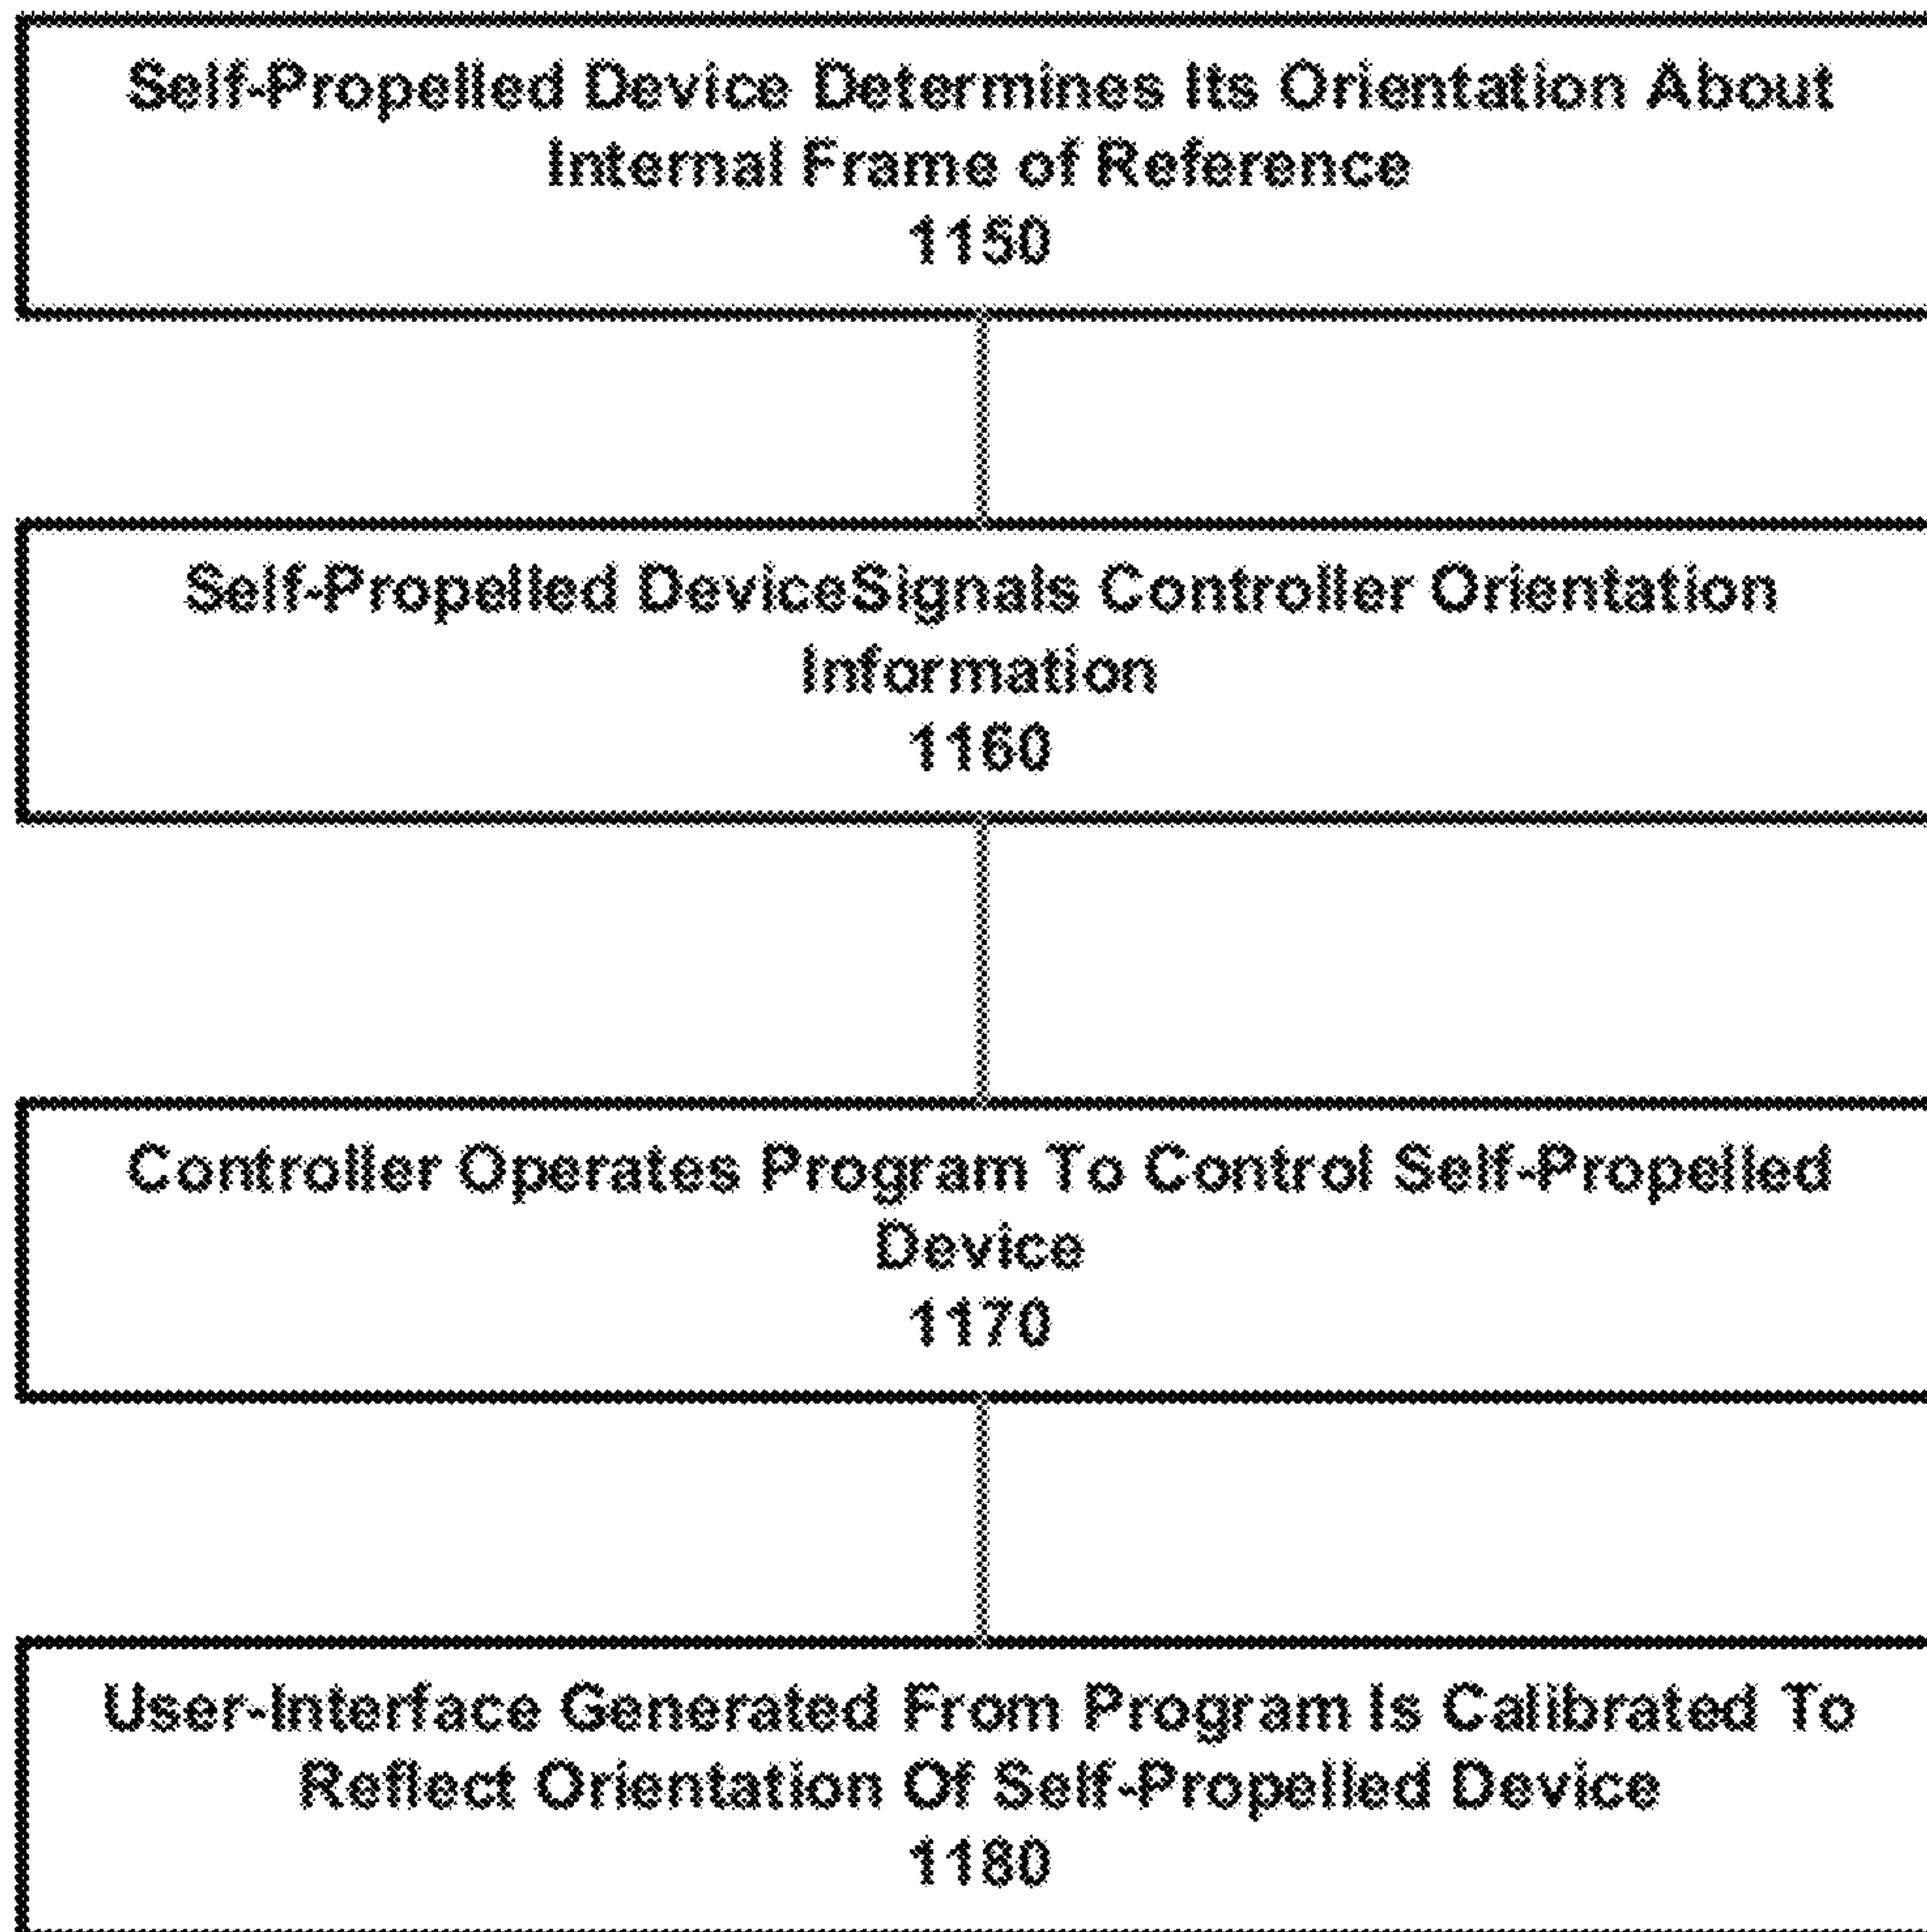 Self-Propelled Device Determines Its Orientation About
Internal Frame of Reference
1150
Self-Propelled DeviceSignals Controller Orientation
Information
1160
Controller Operates Program To Control Self-Propelled
Device
1170
User-Interface Generated From Program Is Calibrated To
Reflect Orientation Of Self-Propelled Device
1180